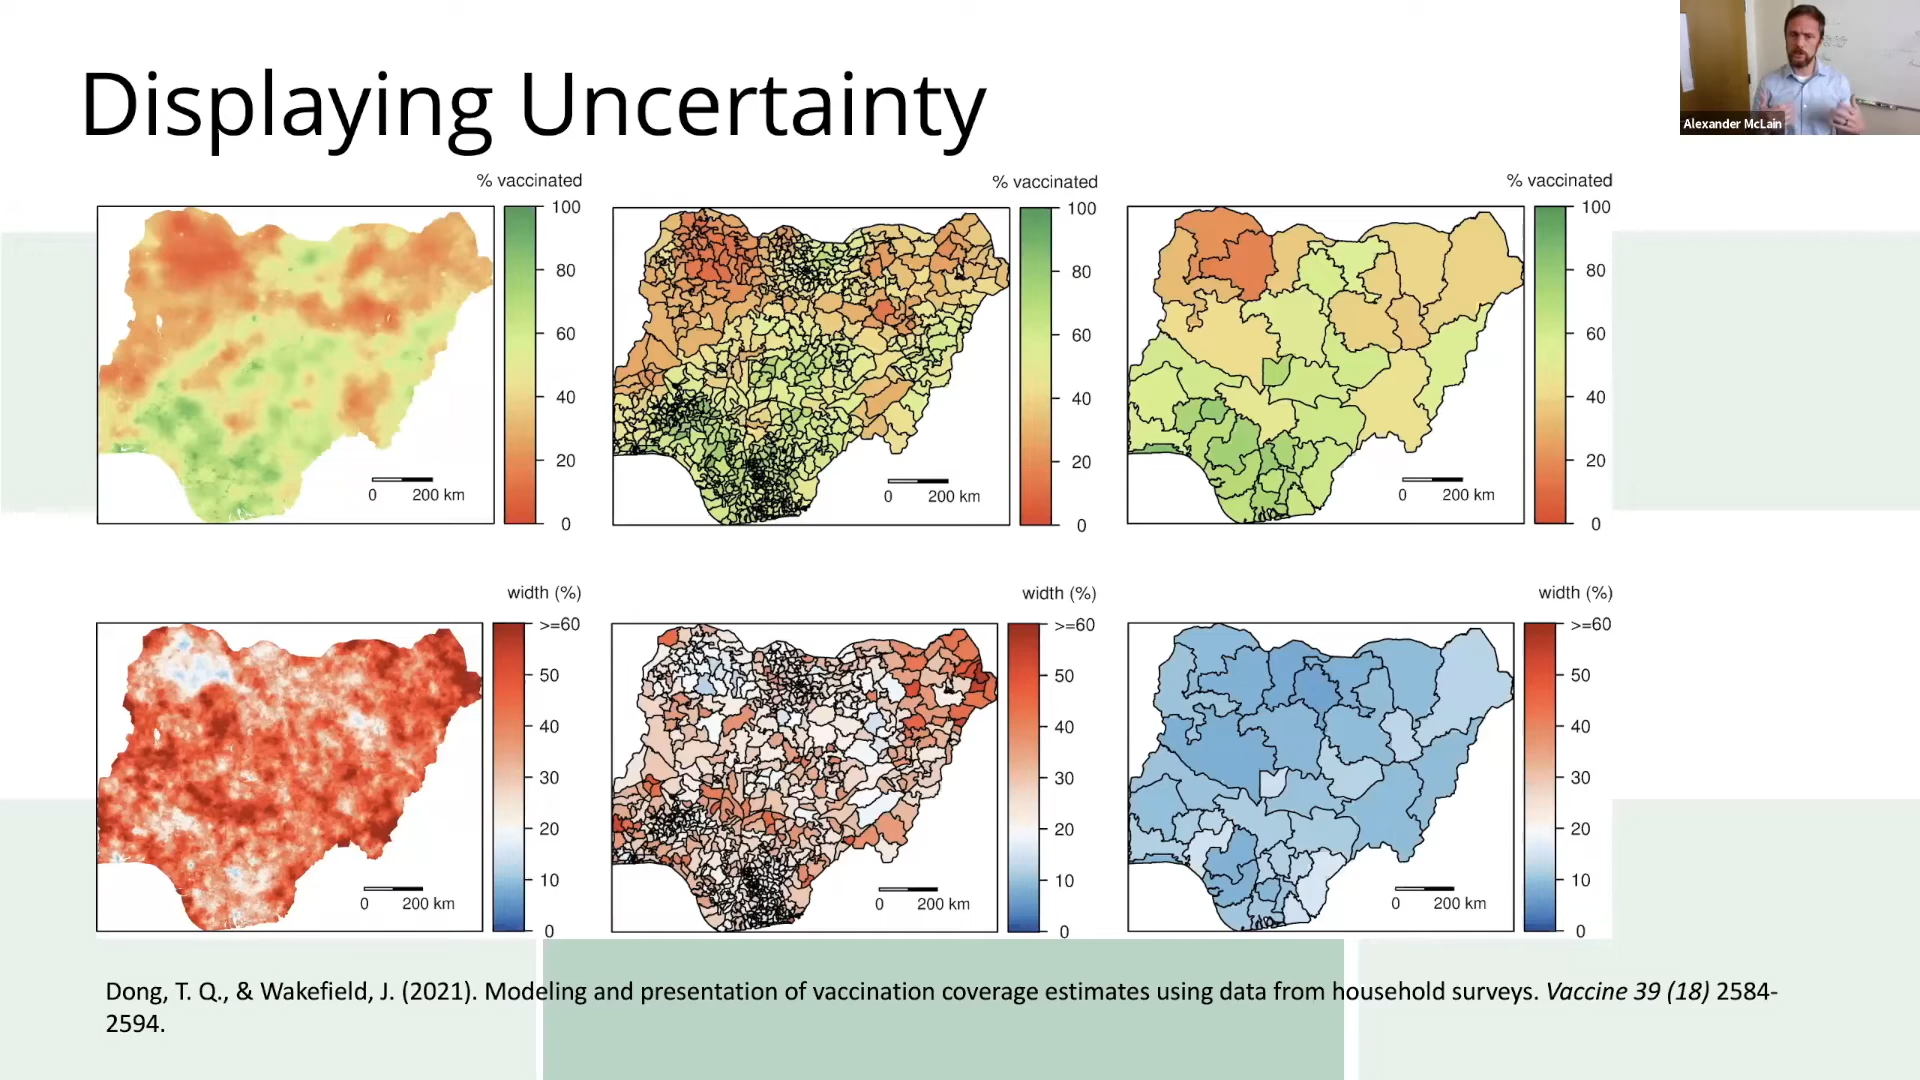 Displaying Uncertainty
Alexander McLain
% vaccinated
100
80
60
40
20
0
0 200 km
% vaccinated
100
80
60
40
20
0
0 200 km
% vaccinated
100
80
60
40
20
0
0 200 km
width (%)
>=60
50
40
30
20
10
0
0 200 km
width (%)
>=60
50
40
30
20
10
0
0 200 km
width (%)
>=60
50
40
30
20
10
0
0 200 km
Dong, T. Q., & Wakefield, J. (2021). Modeling and presentation of vaccination coverage estimates using data from household surveys. Vaccine 39 (18) 2584-
2594.